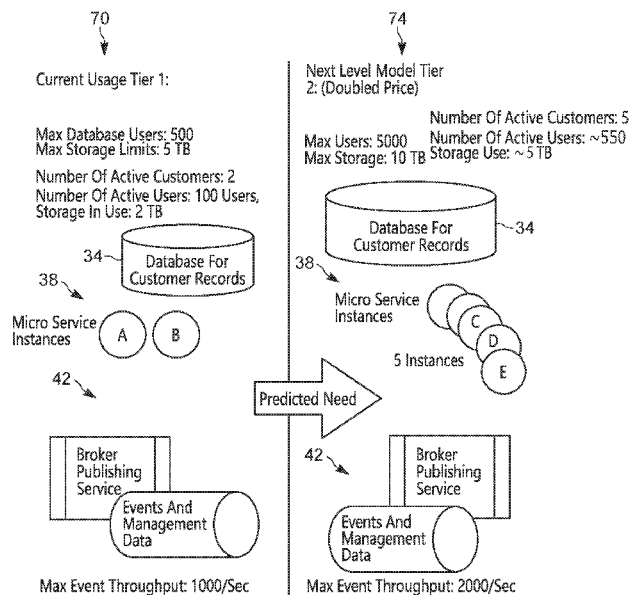 70
Current Usage Tier 1:
Max Database Users: 500
Max Storage Limits: 5 TB
Number Of Active Customers: 2
Number Of Active Users: 100 Users,
Storage In Use: 2 TB
34
Database For
Customer Records
38
Micro Service
Instances
A
B
42
Broker
Publishing
Service
Events And
Management
Data
Max Event Throughput: 1000/Sec
Predicted Need
74
Next Level Model Tier
2: (Doubled Price)
Max Users: 5000
Max Storage: 10 TB
Number Of Active Customers: 5
Number Of Active Users: ~550
Storage Use: ~5 TB
Database For
Customer Records
34
38
Micro Service
Instances
C
D
E
5 Instances
42
Broker
Publishing
Service
Events And
Management
Data
Max Event Throughput: 2000/Sec